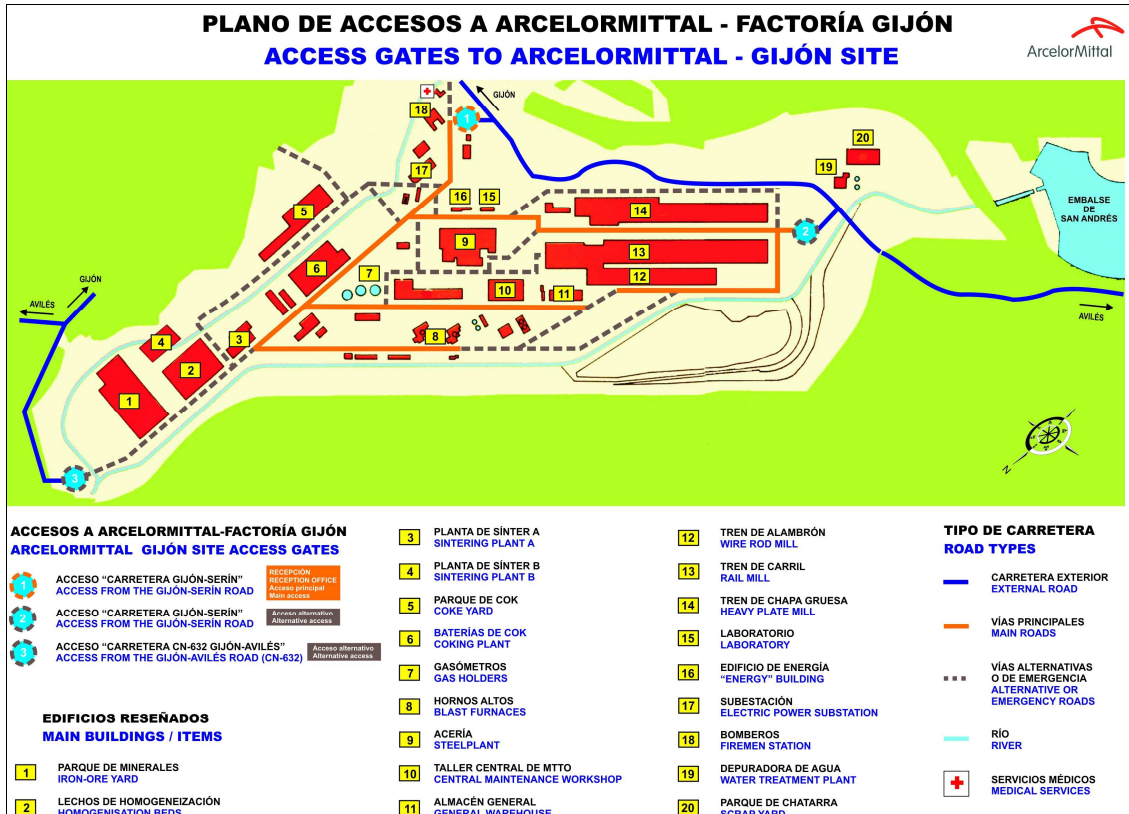 PLANO DE ACCESOS A ARCELORMITTAL - FACTORÍA GIJÓN
ACCESS GATES TO ARCELORMITTAL - GIJÓN SITE
ArcelorMittal
GIJÓN
1
18
17
20
19
16
15
14
5
EMBALSE
DE
SAN ANDRÉS
2
9
13
6
7
12
10
11
GIJÓN
AVILÉS
AVILÉS
8
3
4
2
1
3
N
ACCESOS A ARCELORMITTAL-FACTORÍA GIJÓN
ARCELORMITTAL GIJÓN SITE ACCESS GATES
1
ACCESO “CARRETERA GIJÓN-SERÍN”
ACCESS FROM THE GIJÓN-SERÍN ROAD
RECEPCIÓN
RECEPTION OFFICE
Acceso principal
Main access
2
ACCESO “CARRETERA GIJÓN-SERÍN”
ACCESS FROM THE GIJÓN-SERÍN ROAD
Acceso alternativo
Alternative access
3
ACCESO “CARRETERA CN-632 GIJÓN-AVILÉS”
ACCESS FROM THE GIJÓN-AVILÉS ROAD (CN-632)
Acceso alternativo
Alternative access
EDIFICIOS RESEÑADOS
MAIN BUILDINGS / ITEMS
1
PARQUE DE MINERALES
IRON-ORE YARD
2
LECHOS DE HOMOGENEIZACIÓN
HOMOGENISATION BEDS
3
PLANTA DE SÍNTER A
SINTERING PLANT A
4
PLANTA DE SÍNTER B
SINTERING PLANT B
5
PARQUE DE COK
COKE YARD
6
BATERÍAS DE COK
COKING PLANT
7
GASÓMETROS
GAS HOLDERS
8
HORNOS ALTOS
BLAST FURNACES
9
ACERÍA
STEELPLANT
10
TALLER CENTRAL DE MTTO
CENTRAL MAINTENANCE WORKSHOP
11
ALMACÉN GENERAL
GENERAL WAREHOUSE
12
TREN DE ALAMBRÓN
WIRE ROD MILL
13
TREN DE CARRIL
RAIL MILL
14
TREN DE CHAPA GRUESA
HEAVY PLATE MILL
15
LABORATORIO
LABORATORY
16
EDIFICIO DE ENERGÍA
“ENERGY” BUILDING
17
SUBESTACIÓN
ELECTRIC POWER SUBSTATION
18
BOMBEROS
FIREMEN STATION
19
DEPURADORA DE AGUA
WATER TREATMENT PLANT
20
PARQUE DE CHATARRA
SCRAP YARD
TIPO DE CARRETERA
ROAD TYPES
CARRETERA EXTERIOR
EXTERNAL ROAD
VÍAS PRINCIPALES
MAIN ROADS
VÍAS ALTERNATIVAS
O DE EMERGENCIA
ALTERNATIVE OR
EMERGENCY ROADS
RÍO
RIVER
SERVICIOS MÉDICOS
MEDICAL SERVICES